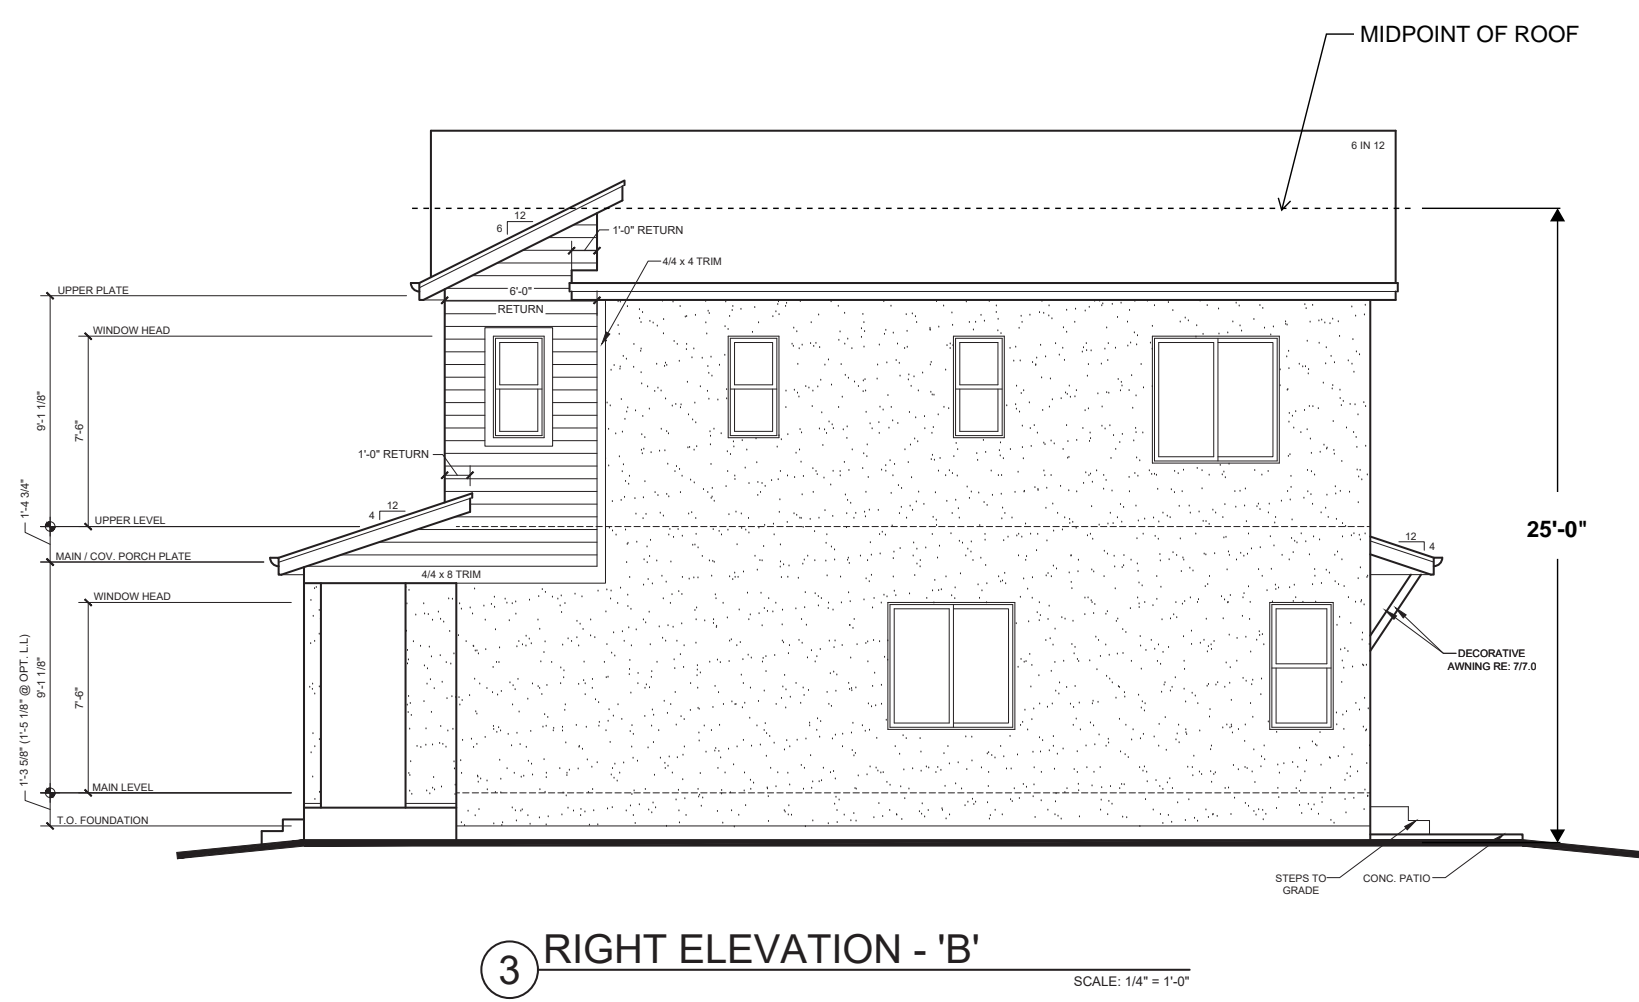 MIDPOINT OF ROOF
6 IN 12
12
6
1'-0" RETURN
4/4 x 4 TRIM
UPPER PLATE
6'-0"
RETURN
WINDOW HEAD
9'-1 1/8"
7'-6"
1'-0" RETURN
1'-4 3/4"
12
4
UPPER LEVEL
25'-0"
12
4
MAIN / COV. PORCH PLATE
4/4 x 8 TRIM
WINDOW HEAD
1'-3 5/8" (1'-5 1/8" @ OPT. L.L)
9'-1 1/8"
7'-6"
DECORATIVE
AWNING RE: 7/7.0
MAIN LEVEL
T.O. FOUNDATION
STEPS TO
GRADE
CONC. PATIO
3
RIGHT ELEVATION - 'B'
SCALE: 1/4" = 1'-0"